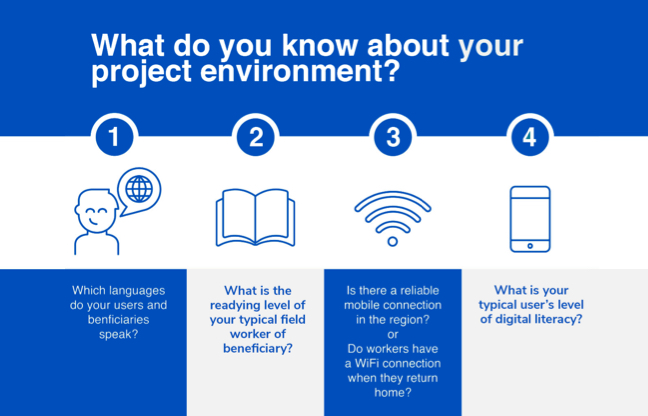 What do you know about your
project environment?
1
2
3
4
Which languages
do your users and
benficiaries
speak?
What is the
readying level of
your typical field
worker of
beneficiary?
Is there a reliable
mobile connection
in the region?
or
Do workers have
a WiFi connection
when they return
home?
What is your
typical user's level
of digital literacy?